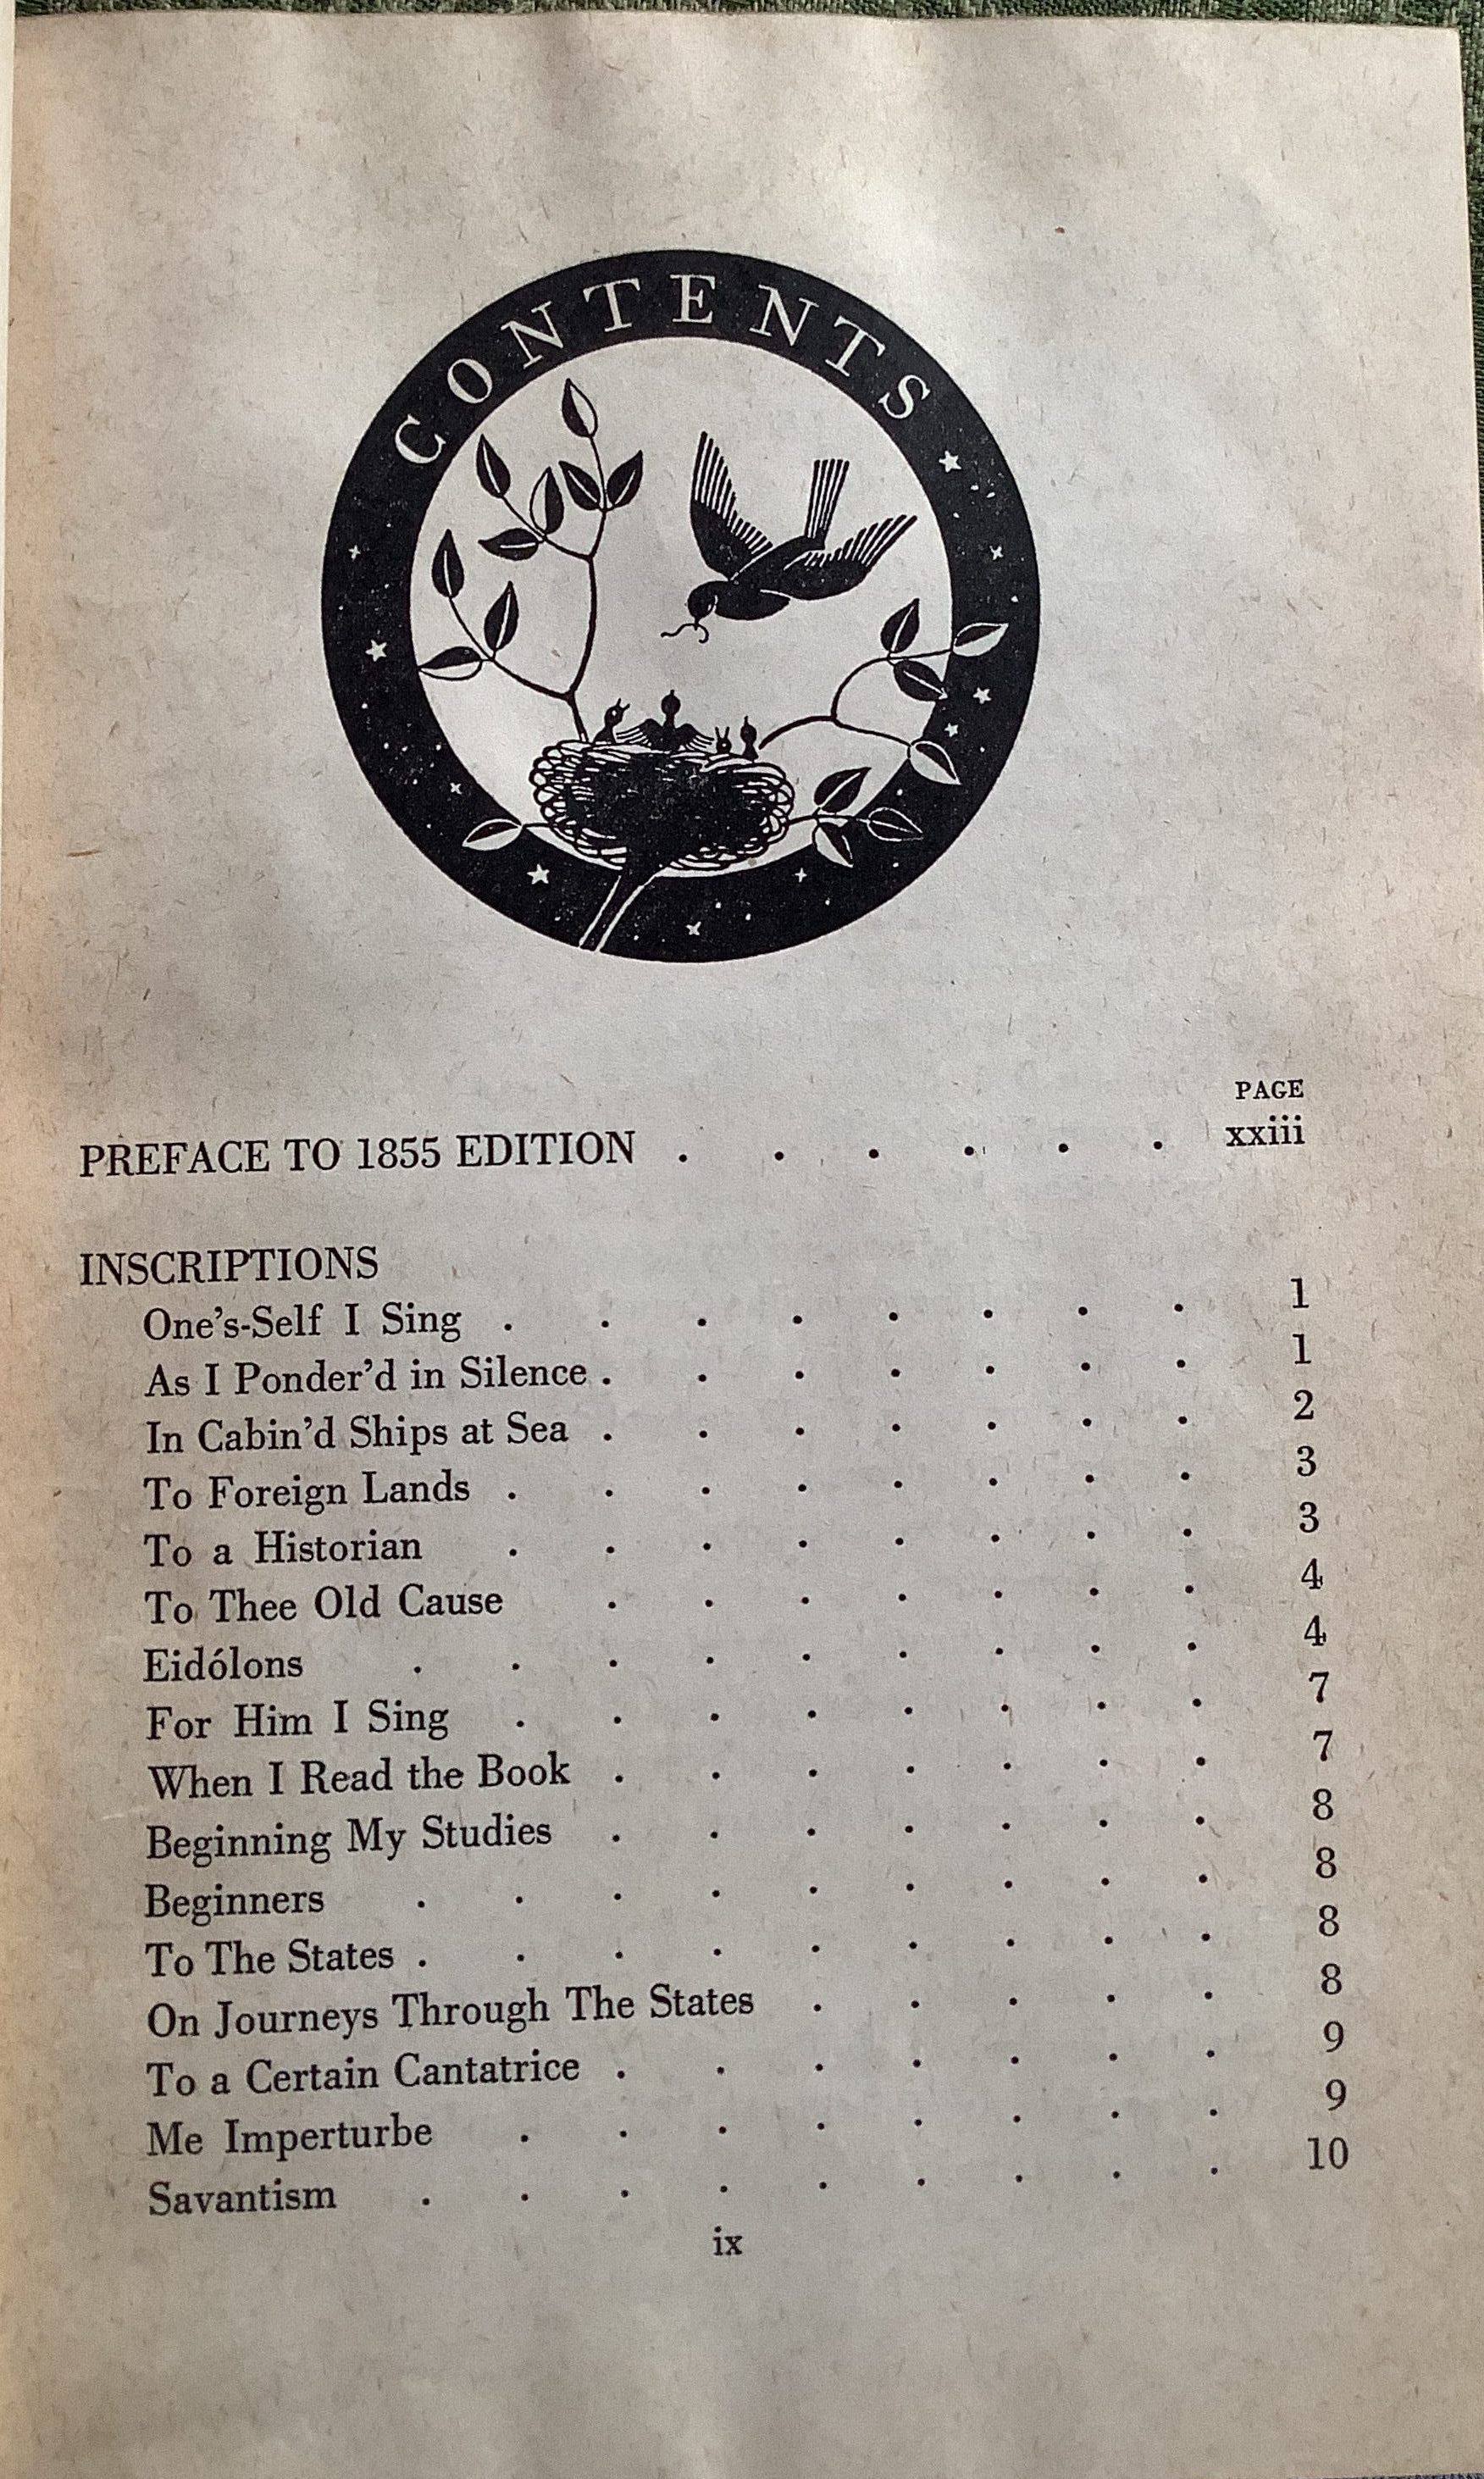 CONTENTS
PAGE
PREFACE TO 1855 EDITION . . . . . . xxiii
INSCRIPTIONS
One's-Self I Sing . . . . . . . . 1
As I Ponder'd in Silence . . . . . . . 1
In Cabin'd Ships at Sea . . . . . . . 2
To Foreign Lands . . . . . . . . 3
To a Historian . . . . . . . . 3
To Thee Old Cause . . . . . . . 4
Eidólons . . . . . . . . . 4
For Him I Sing . . . . . . . . 7
When I Read the Book . . . . . . . 7
Beginning My Studies . . . . . . . 8
Beginners . . . . . . . . . 8
To The States . . . . . . . . . 8
On Journeys Through The States . . . . . 8
To a Certain Cantatrice . . . . . . . 9
Me Imperturbe . . . . . . . . 9
Savantism . . . . . . . . . 10
ix